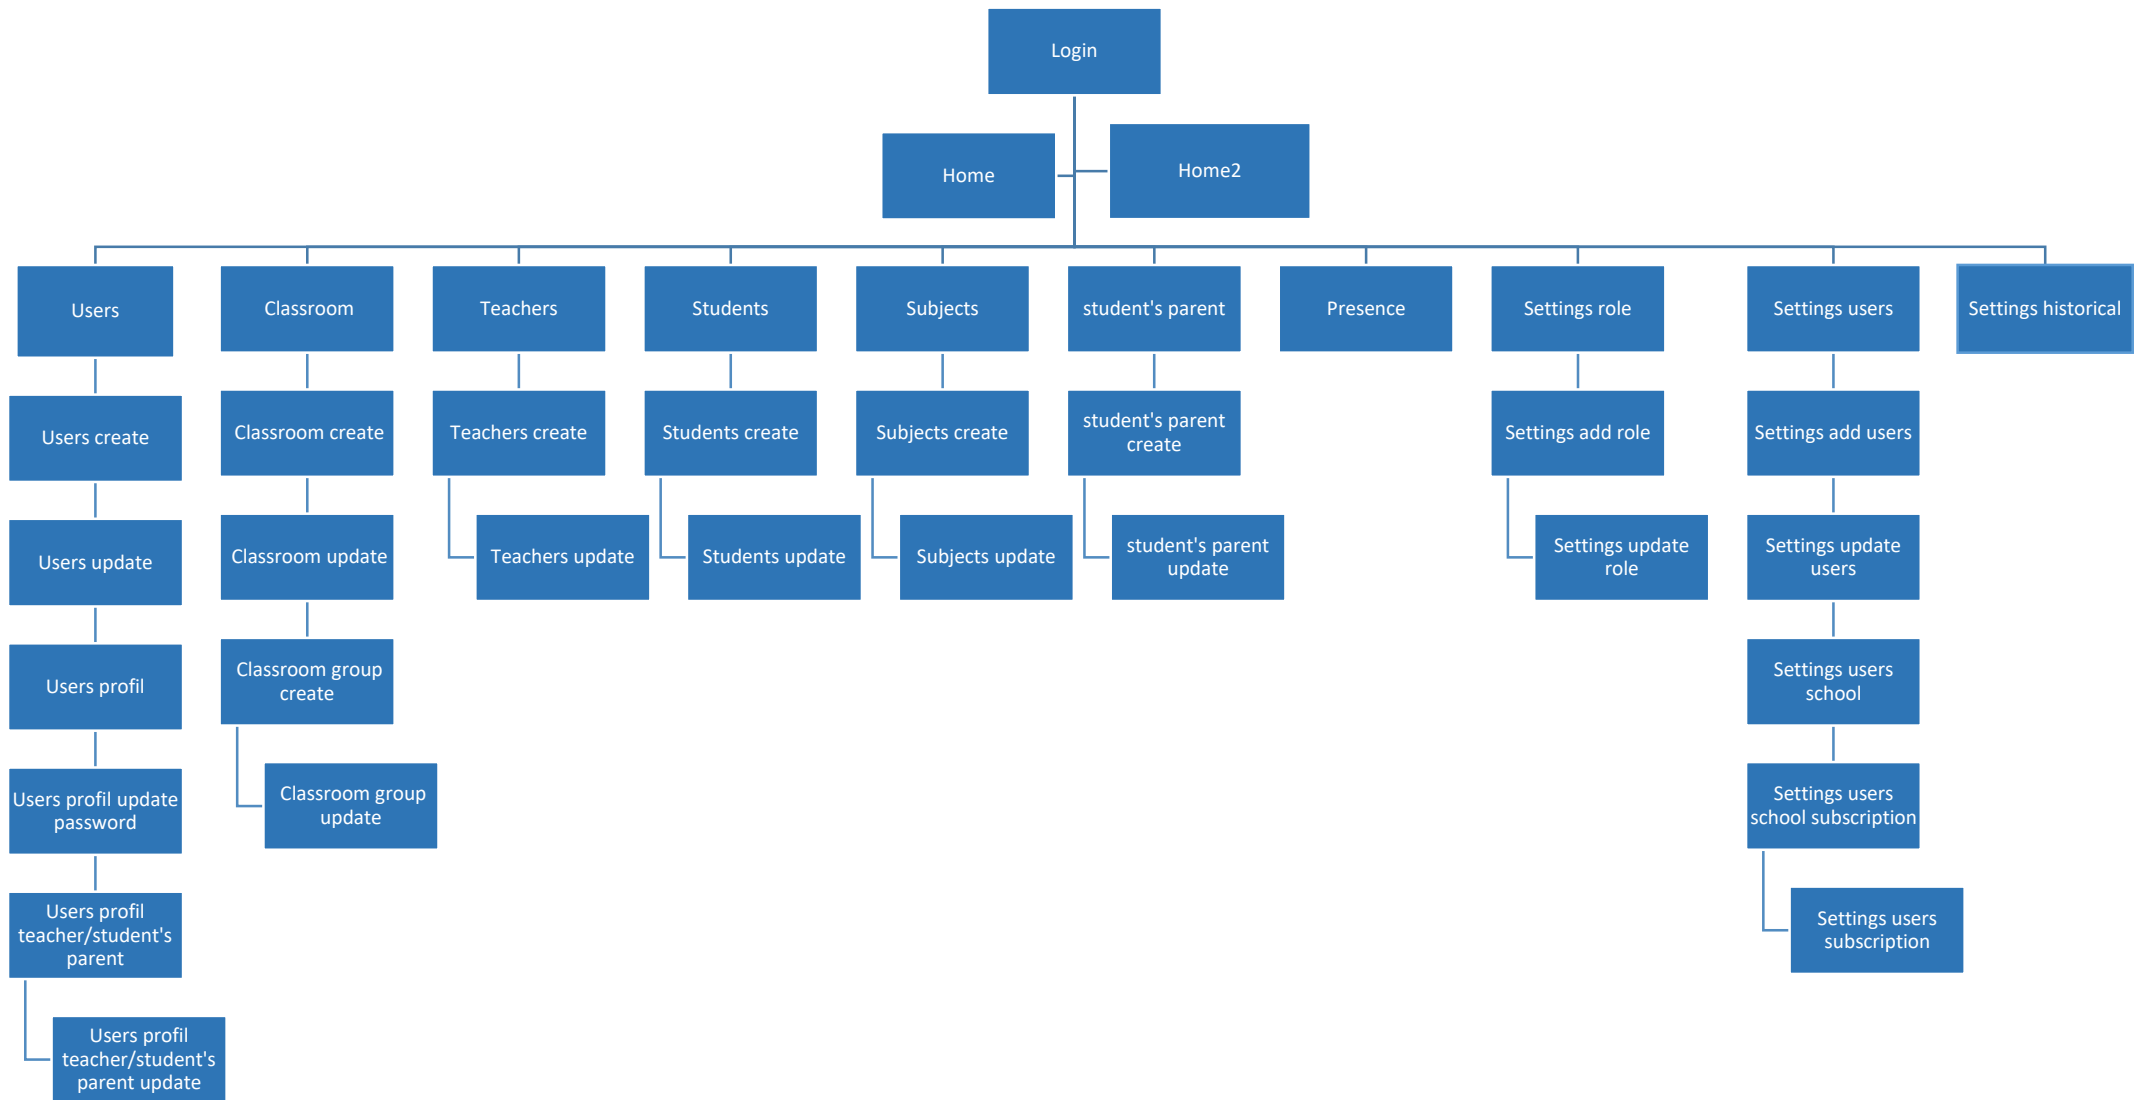 Login
Home
Home2
Users
Classroom
Teachers
Students
Subjects
student's parent
Presence
Settings role
Settings users
Settings historical
Users create
Classroom create
Teachers create
Students create
Subjects create
student's parent
create
Settings add role
Settings add users
Users update
Classroom update
Teachers update
Students update
Subjects update
student's parent
update
Settings update
role
Settings update
users
Users profil
Classroom group
create
Settings users
school
Users profil update
password
Classroom group
update
Settings users
school subscription
Users profil
teacher/student's
parent
Settings users
subscription
Users profil
teacher/student's
parent update